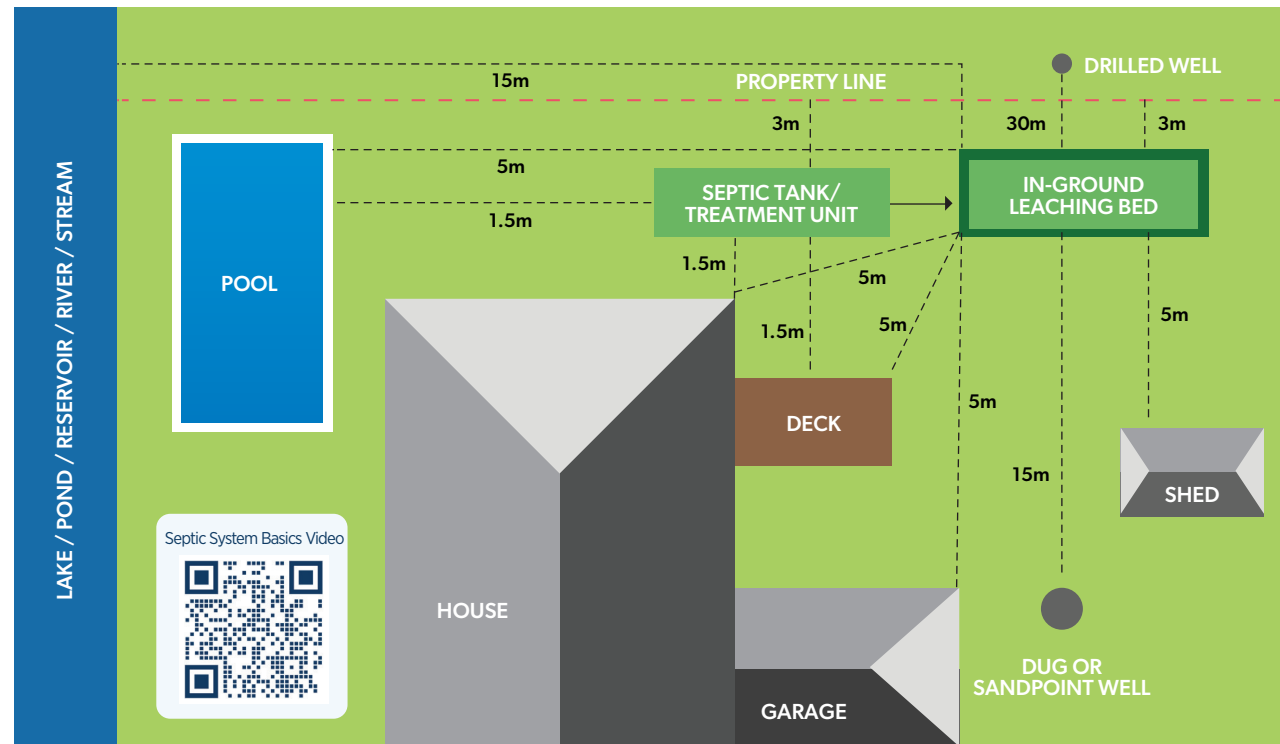 LAKE / POND / RESERVOIR / RIVER / STREAM
15m
PROPERTY LINE
DRILLED WELL
3m
30m
3m
5m
SEPTIC TANK/
TREATMENT UNIT
IN-GROUND
LEACHING BED
1.5m
1.5m
5m
POOL
1.5m
5m
5m
5m
DECK
15m
SHED
Septic System Basics Video
HOUSE
DUG OR
SANDPOINT WELL
GARAGE